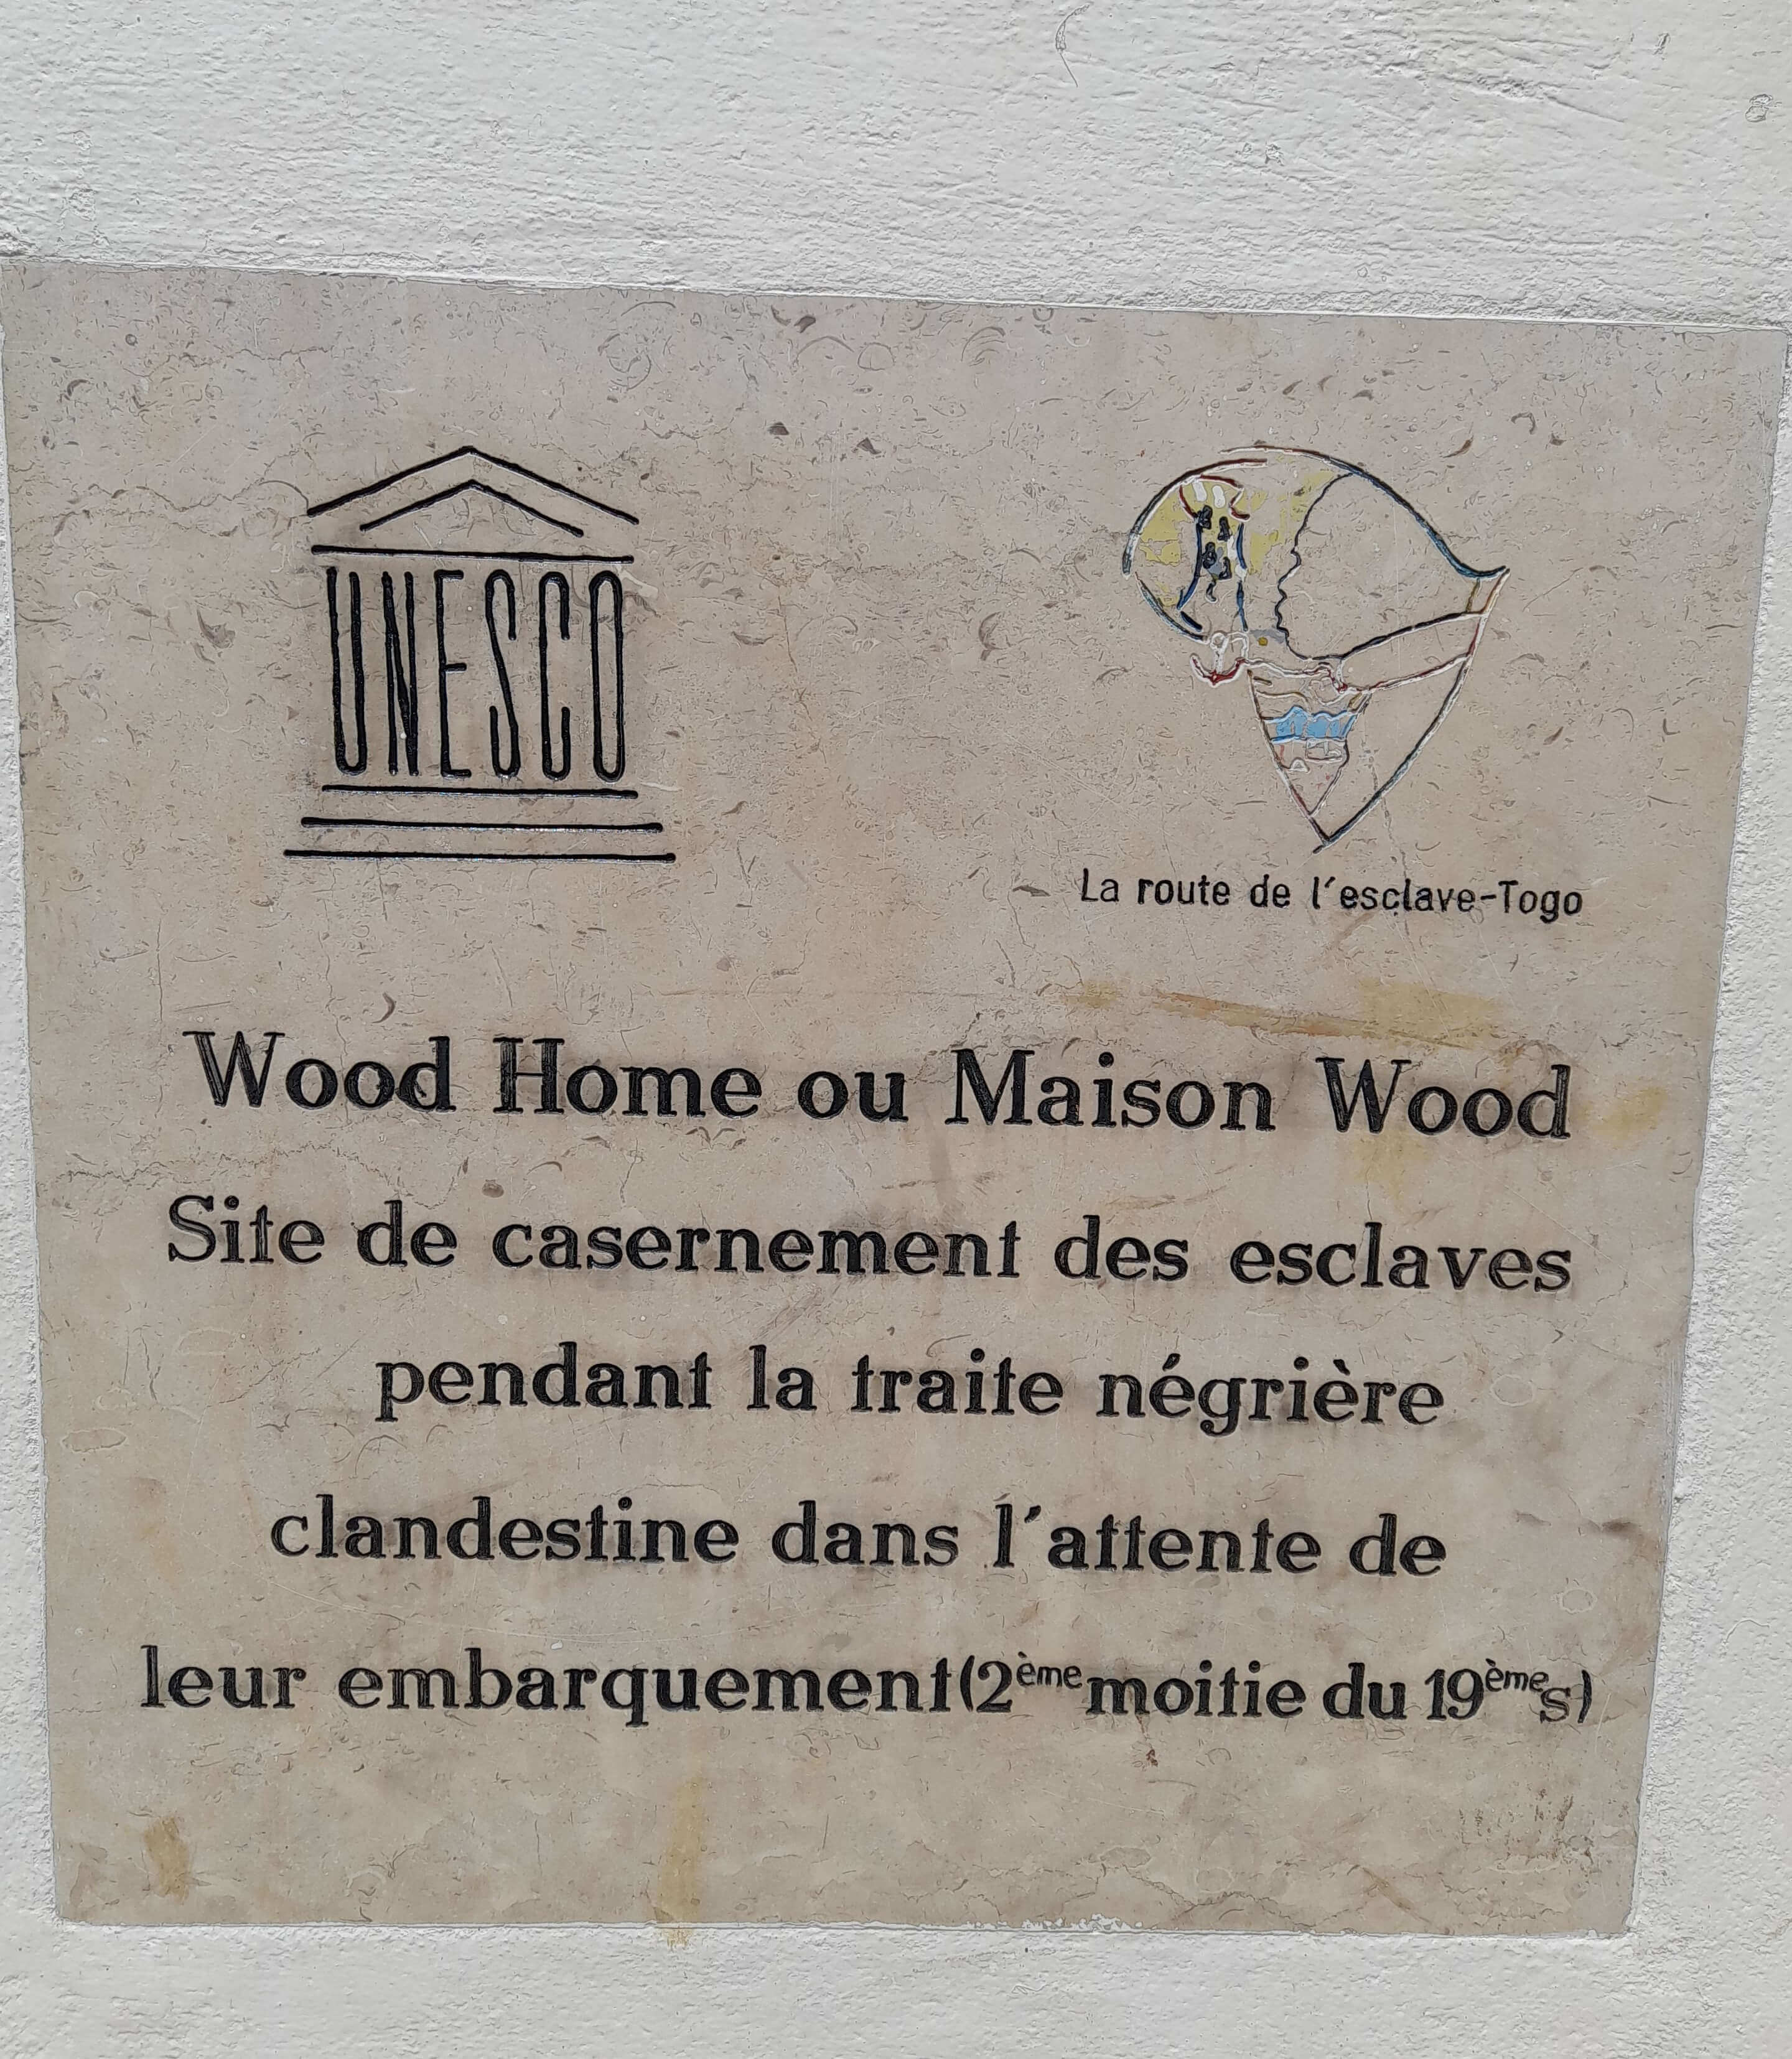 UNESCO
La route de l'esclave-Togo
Wood Home ou Maison Wood
Site de casernement des esclaves
pendant la traite négrière
clandestine dans l'attente de
leur embarquement(2ème moitie du 19èmes)